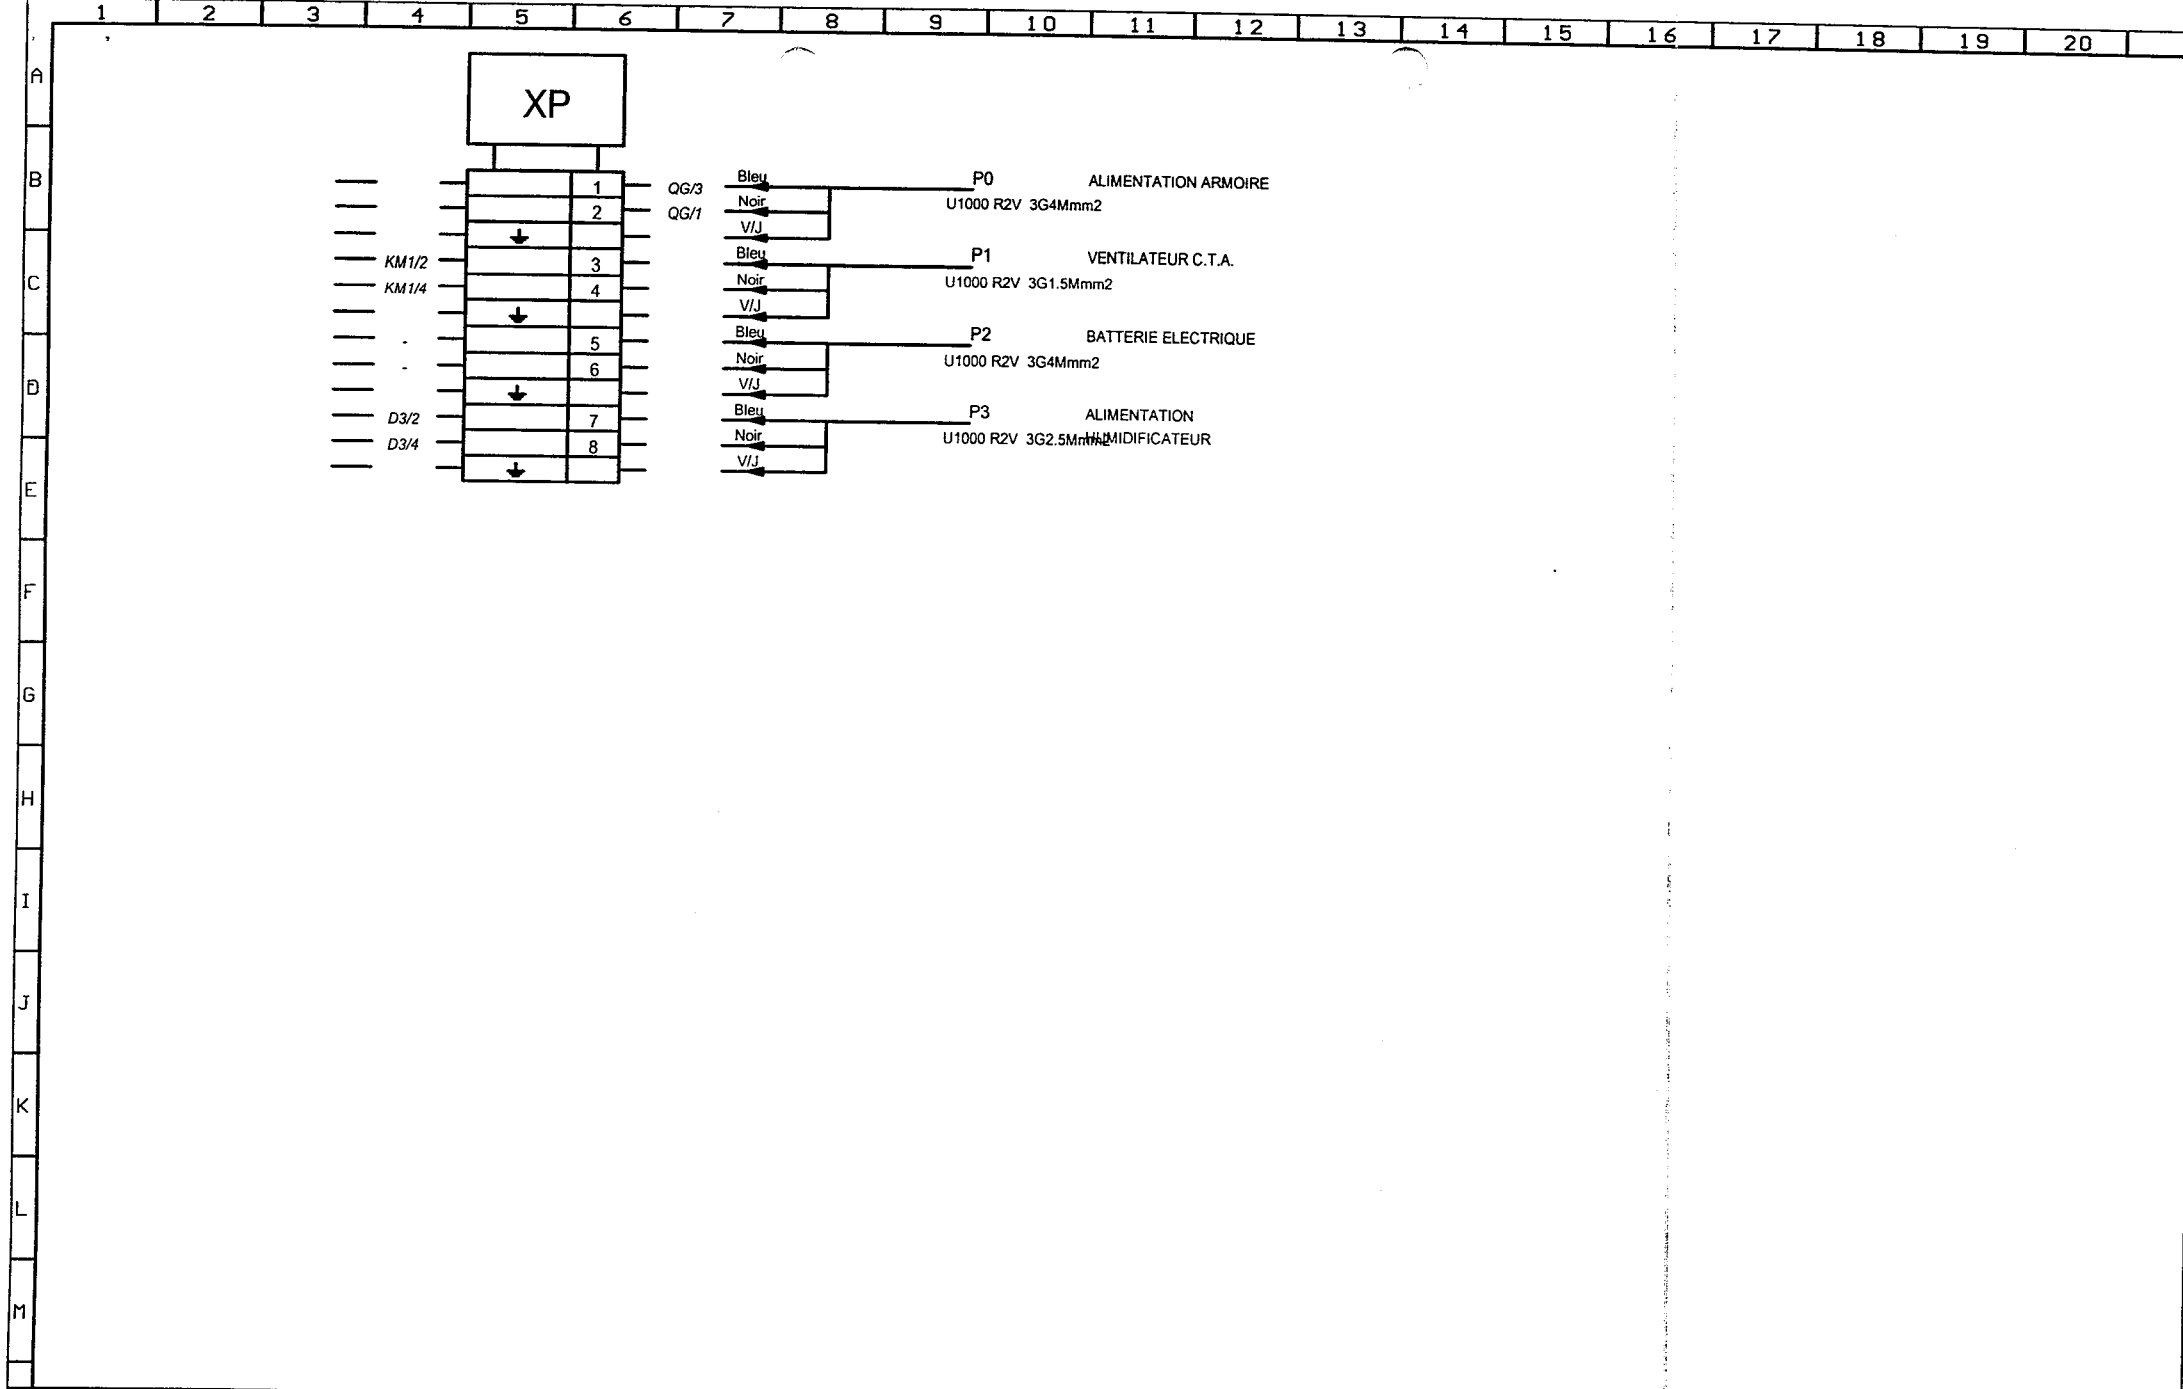 1 2 3 4 5 6 7 8 9 10 11 12 13 14 15 16 17 18 19 20
A
XP
B
1 QG/3 Bleu P0 ALIMENTATION ARMOIRE
2 QG/1 Noir U1000 R2V 3G4Mmm2
V/J
C
KM1/2 3 Bleu P1 VENTILATEUR C.T.A.
KM1/4 4 Noir U1000 R2V 3G1.5Mmm2
V/J
D
- 5 Bleu P2 BATTERIE ELECTRIQUE
- 6 Noir U1000 R2V 3G4Mmm2
V/J
D3/2 7 Bleu P3 ALIMENTATION
D3/4 8 Noir U1000 R2V 3G2.5Mmm2 HUMIDIFICATEUR
V/J
E
F
G
H
I
J
K
L
M